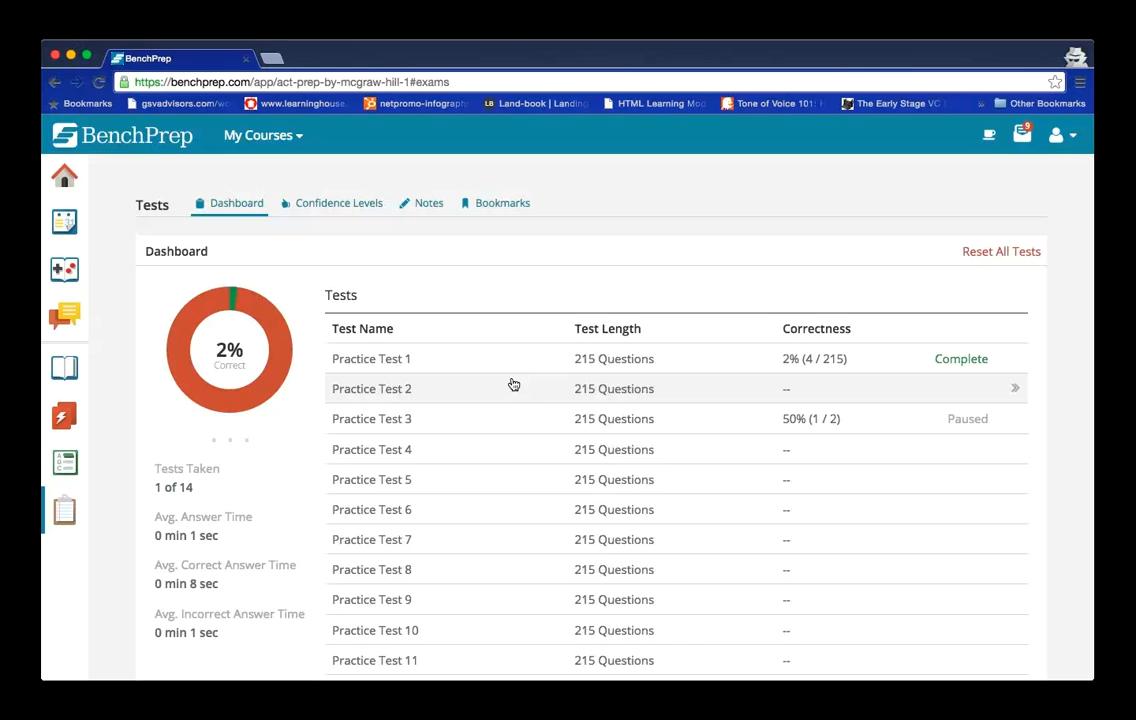 BenchPrep
https://benchprep.com/app/act-prep-by-mcgraw-hill-1#exams
Bookmarks gsvadvisors.com/w www.learninghouse. netpromo-infograph LB Land-book | Landing HTML Learning Mo Tone of Voice 101: The Early Stage VC » Other Bookmarks
BenchPrep My Courses 9
Tests Dashboard Confidence Levels Notes Bookmarks
Dashboard Reset All Tests
Tests
Test Name Test Length Correctness
Practice Test 1 215 Questions 2% (4 / 215) Complete
Practice Test 2 215 Questions -- »
Practice Test 3 215 Questions 50% (1 / 2) Paused
Practice Test 4 215 Questions --
Practice Test 5 215 Questions --
Practice Test 6 215 Questions --
Practice Test 7 215 Questions --
Practice Test 8 215 Questions --
Practice Test 9 215 Questions --
Practice Test 10 215 Questions --
Practice Test 11 215 Questions --
2%
Correct
Tests Taken
1 of 14
Avg. Answer Time
0 min 1 sec
Avg. Correct Answer Time
0 min 8 sec
Avg. Incorrect Answer Time
0 min 1 sec